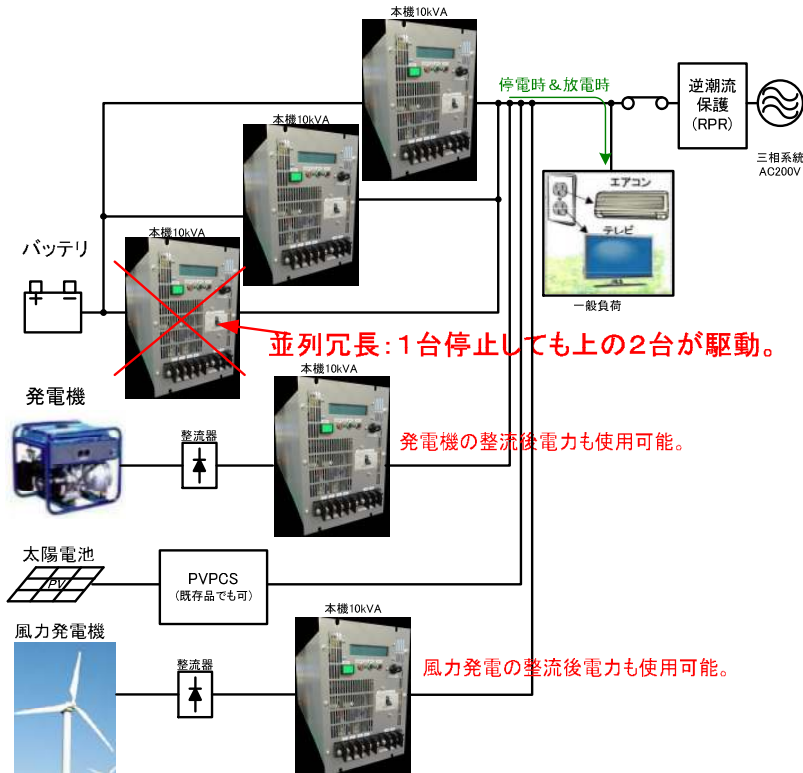 本機10kVA
停電時&放電時
逆潮流
保護
(RPR)
三相系統
AC200V
本機10kVA
エアコン
テレビ
一般負荷
本機10kVA
バッテリ
並列冗長:1台停止しても上の2台が駆動。
発電機
整流器
本機10kVA
発電機の整流後電力も使用可能。
太陽電池
PV
PVPCS
(既存品でも可)
風力発電機
整流器
本機10kVA
風力発電の整流後電力も使用可能。